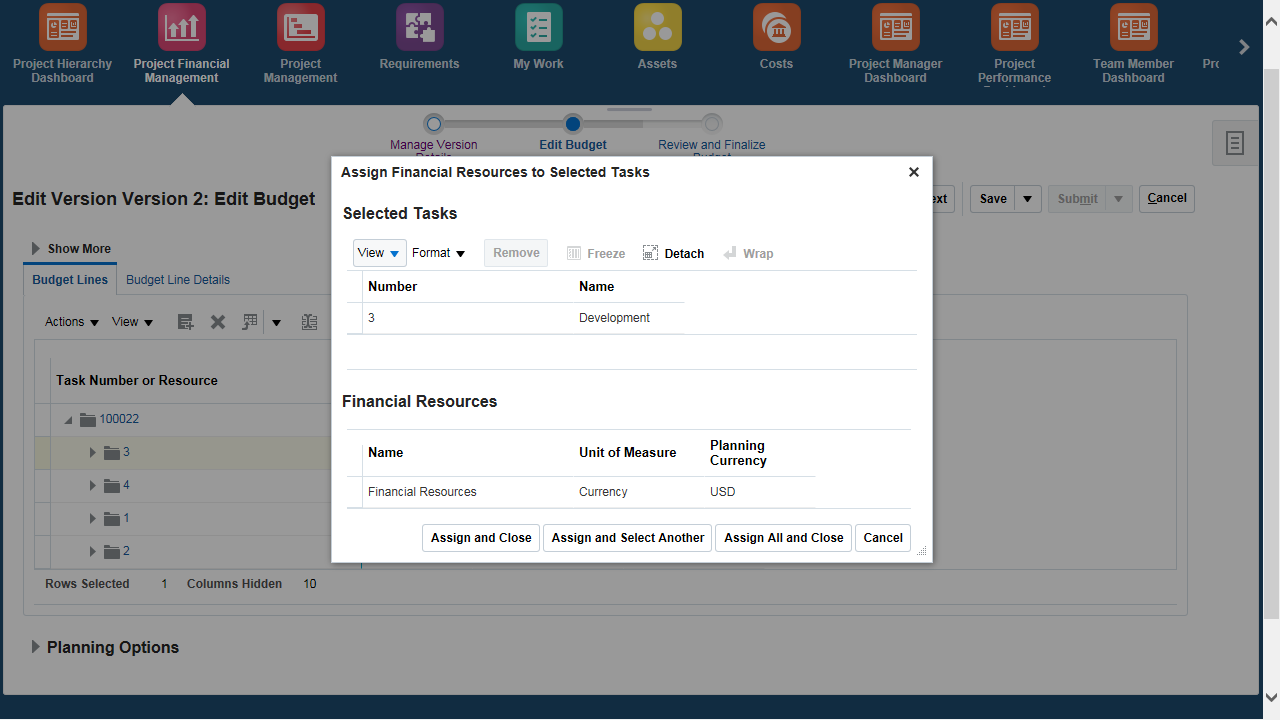 Project Hierarchy Dashboard
Project Financial Management
Project Management
Requirements
My Work
Assets
Costs
Project Manager Dashboard
Project Performance
Team Member Dashboard
Manage Version
Edit Budget
Review and Finalize
Assign Financial Resources to Selected Tasks
Edit Version Version 2: Edit Budget
Save
Submit
Cancel
Selected Tasks
Show More
View
Format
Remove
Freeze
Detach
Wrap
Budget Lines
Budget Line Details
Number
Name
3
Development
Actions
View
Task Number or Resource
100022
3
4
1
2
Financial Resources
Name
Unit of Measure
Planning Currency
Financial Resources
Currency
USD
Assign and Close
Assign and Select Another
Assign All and Close
Cancel
Rows Selected 1
Columns Hidden 10
Planning Options